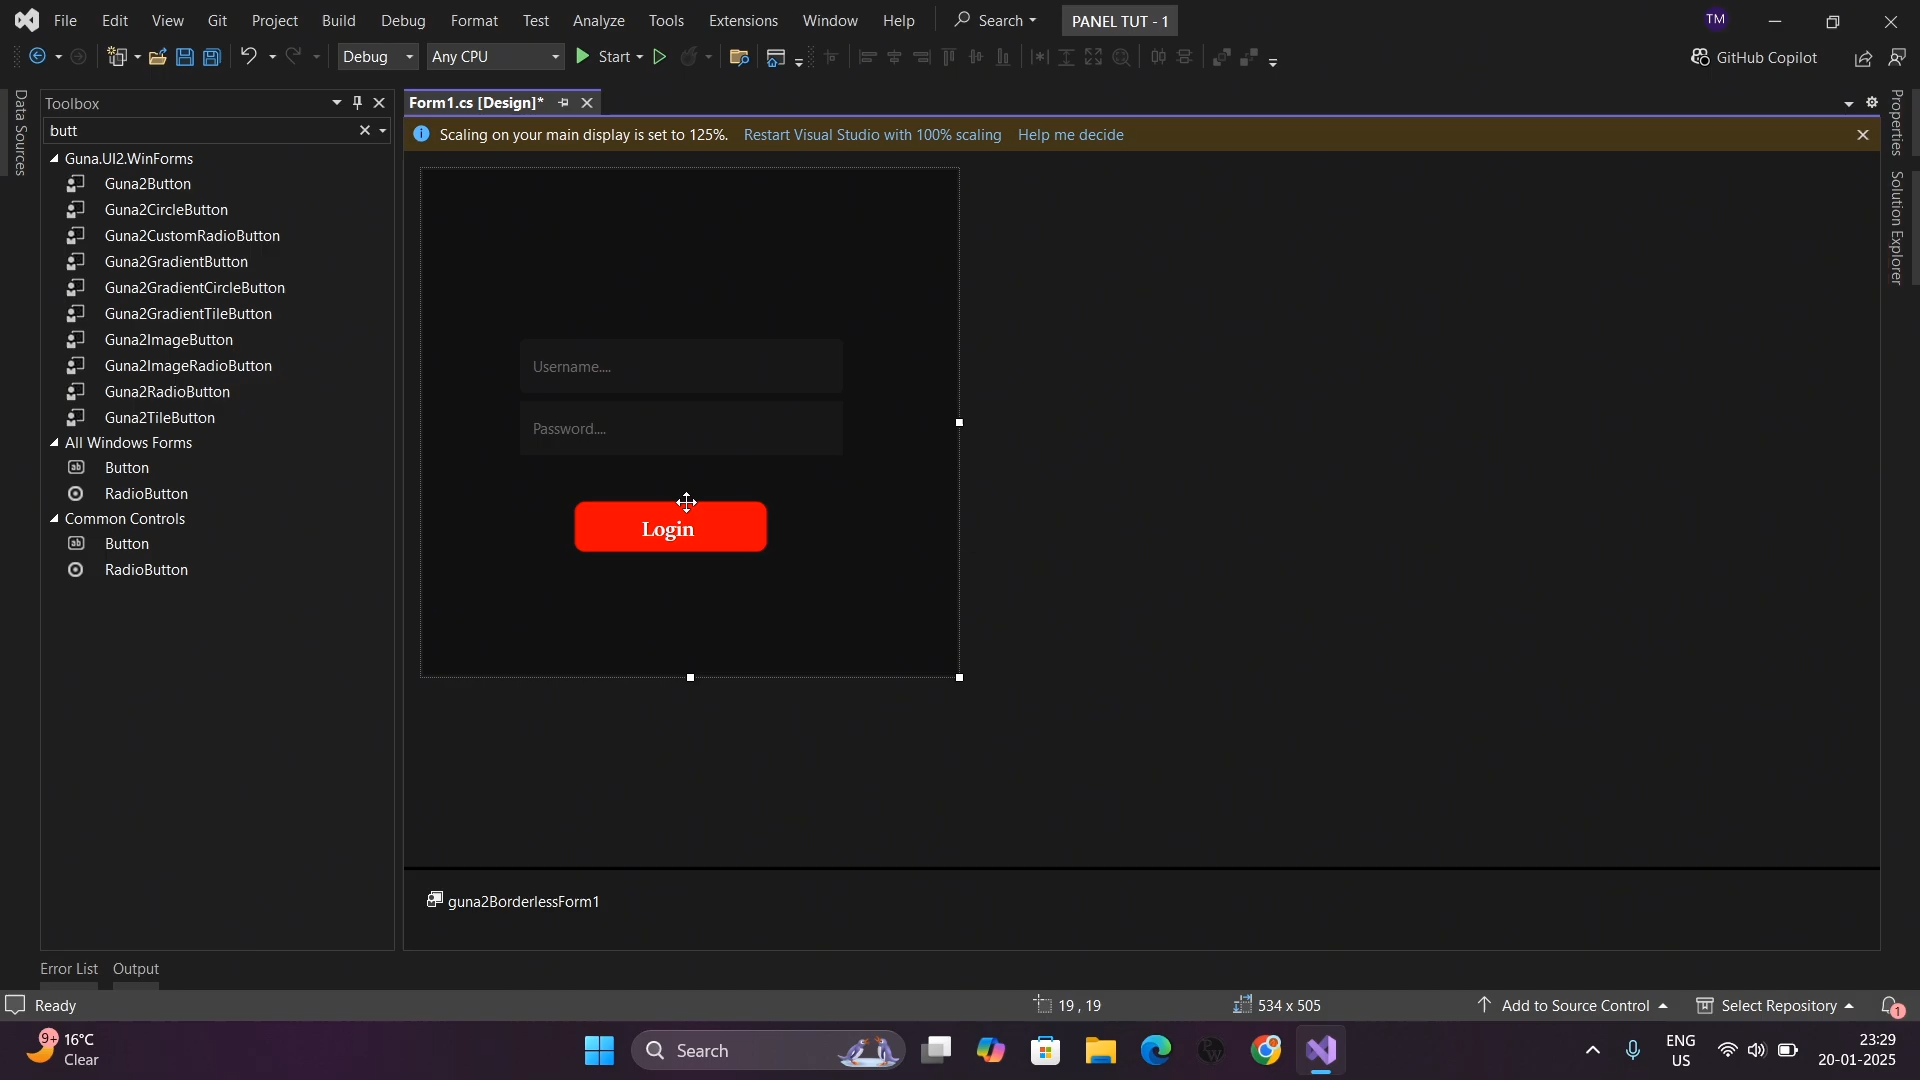 File Edit View Git Project Build Debug Format Test Analyze Tools Extensions Window Help Search PANEL TUT - 1 TM
Debug Any CPU Start GitHub Copilot
Data Sources
Toolbox
butt
Guna.UI2.WinForms
Guna2Button
Guna2CircleButton
Guna2CustomRadioButton
Guna2GradientButton
Guna2GradientCircleButton
Guna2GradientTileButton
Guna2ImageButton
Guna2ImageRadioButton
Guna2RadioButton
Guna2TileButton
All Windows Forms
Button
RadioButton
Common Controls
Button
RadioButton
Form1.cs [Design]*
Scaling on your main display is set to 125%. Restart Visual Studio with 100% scaling Help me decide
Username....
Password....
Login
guna2BorderlessForm1
Properties
Solution Explorer
Error List Output
Ready 19 , 19 534 x 505 Add to Source Control Select Repository 1
9+ 16°C
Clear
Search
ENG
US
23:29
20-01-2025